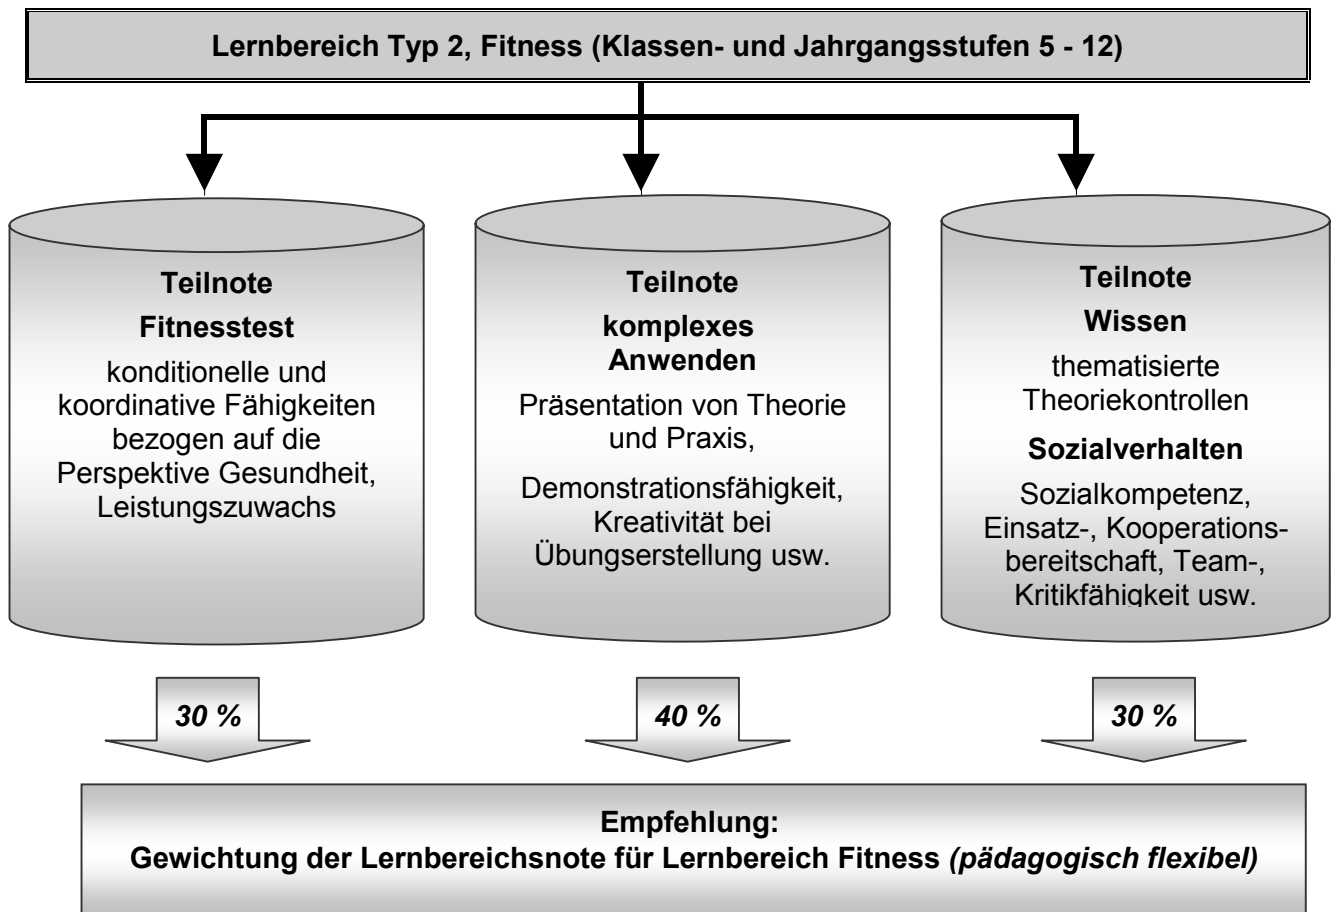 Lernbereich Typ 2, Fitness (Klassen- und Jahrgangsstufen 5 - 12)
Teilnote
Fitnesstest
konditionelle und
koordinative Fähigkeiten
bezogen auf die
Perspektive Gesundheit,
Leistungszuwachs
Teilnote
komplexes
Anwenden
Präsentation von Theorie
und Praxis,
Demonstrationsfähigkeit,
Kreativität bei
Übungserstellung usw.
Teilnote
Wissen
thematisierte
Theoriekontrollen
Sozialverhalten
Sozialkompetenz,
Einsatz-, Kooperations-
bereitschaft, Team-,
Kritikfähigkeit usw.
30 %
40 %
30 %
Empfehlung:
Gewichtung der Lernbereichsnote für Lernbereich Fitness (pädagogisch flexibel)